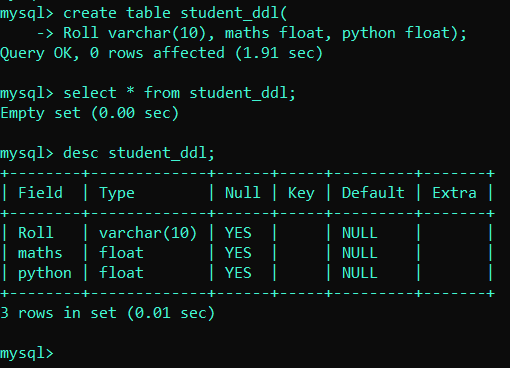 mysql> create table student_ddl(
    -> Roll varchar(10), maths float, python float);
Query OK, 0 rows affected (1.91 sec)

mysql> select * from student_ddl;
Empty set (0.00 sec)

mysql> desc student_ddl;
+--------+-------------+------+-----+---------+-------+
| Field  | Type        | Null | Key | Default | Extra |
+--------+-------------+------+-----+---------+-------+
| Roll   | varchar(10) | YES  |     | NULL    |       |
| maths  | float       | YES  |     | NULL    |       |
| python | float       | YES  |     | NULL    |       |
+--------+-------------+------+-----+---------+-------+
3 rows in set (0.01 sec)

mysql>